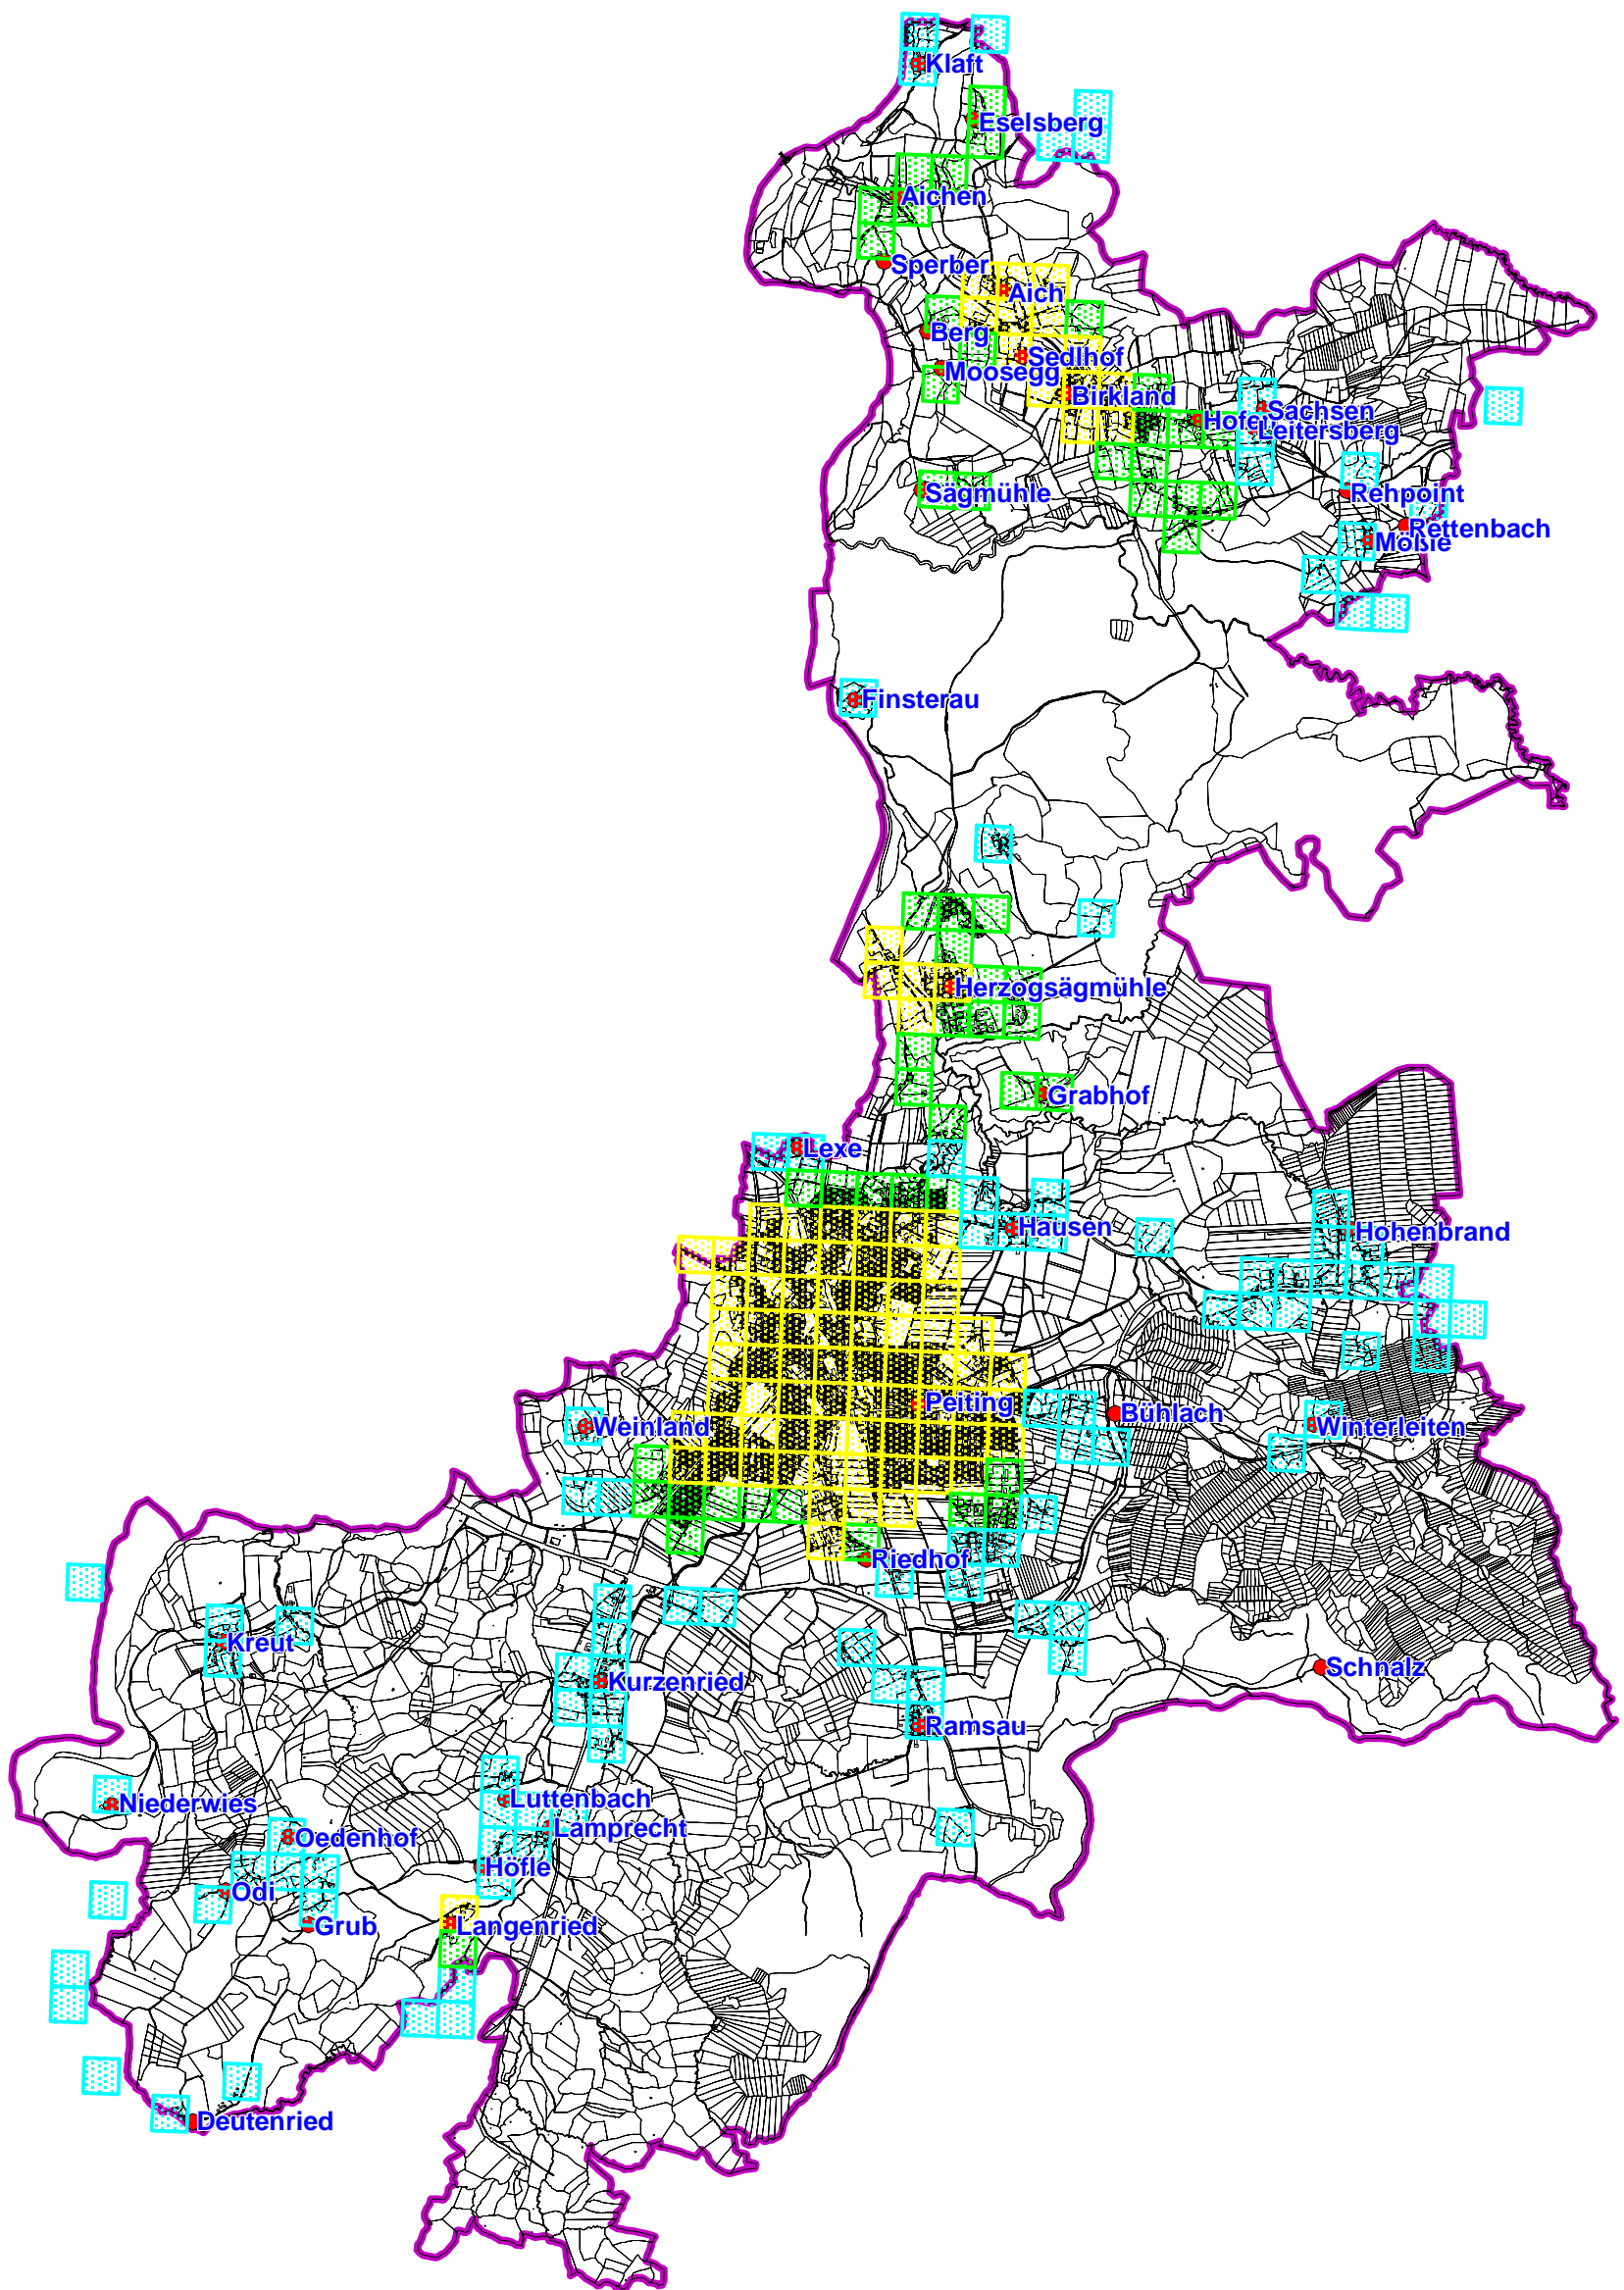 Klaft
Eselsberg
Aichen
Sperber
Aich
Berg
Sedlhof
Moosegg
Birkland
Sachsen
Hofen
Leitersberg
Sägmühle
Rehpoint
Rettenbach
Mößle
Finsterau
Herzogsägmühle
Grabhof
Lexe
Hausen
Hohenbrand
Peiting
Bühlach
Weinland
Winterleiten
Riedhof
Kreut
Schnalz
Kurzenried
Ramsau
Luttenbach
Niederwies
Lamprecht
Oedenhof
Höfle
Odi
Grub
Langenried
Deutenried